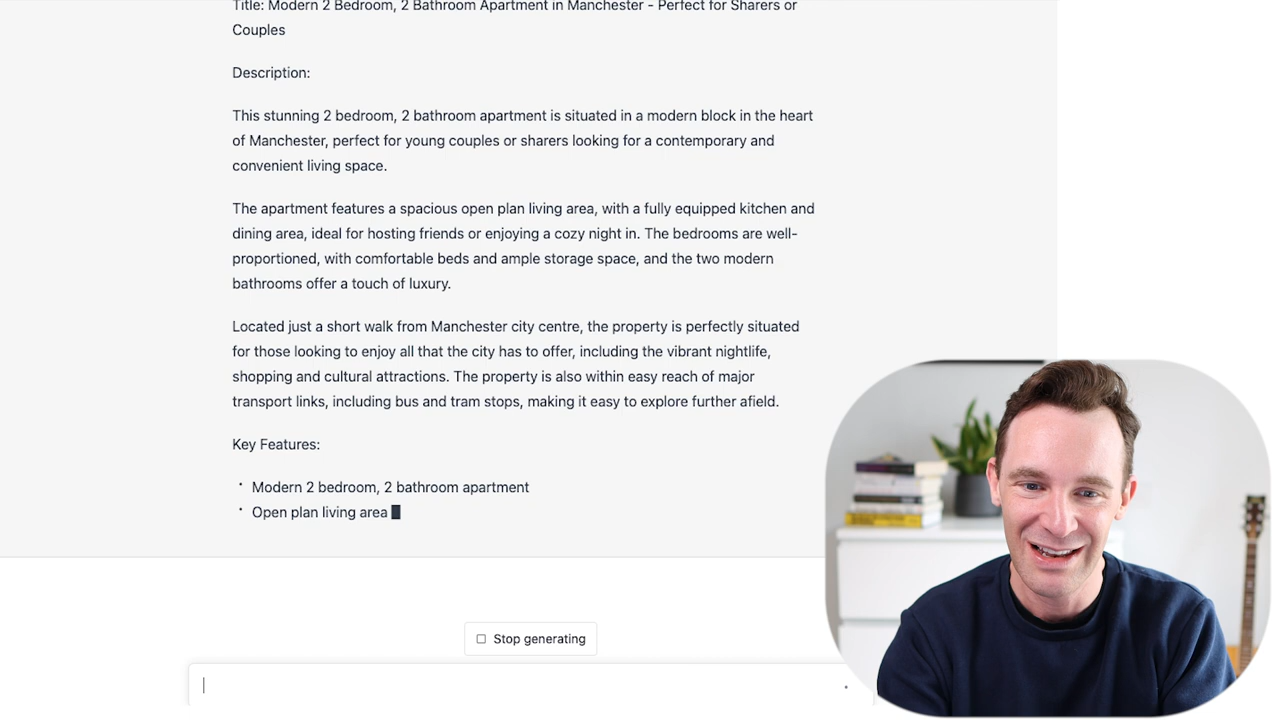 Title: Modern 2 Bedroom, 2 Bathroom Apartment in Manchester - Perfect for Sharers or
Couples
Description:
This stunning 2 bedroom, 2 bathroom apartment is situated in a modern block in the heart
of Manchester, perfect for young couples or sharers looking for a contemporary and
convenient living space.
The apartment features a spacious open plan living area, with a fully equipped kitchen and
dining area, ideal for hosting friends or enjoying a cozy night in. The bedrooms are well-
proportioned, with comfortable beds and ample storage space, and the two modern
bathrooms offer a touch of luxury.
Located just a short walk from Manchester city centre, the property is perfectly situated
for those looking to enjoy all that the city has to offer, including the vibrant nightlife,
shopping and cultural attractions. The property is also within easy reach of major
transport links, including bus and tram stops, making it easy to explore further afield.
Key Features:
• Modern 2 bedroom, 2 bathroom apartment
• Open plan living area
Stop generating